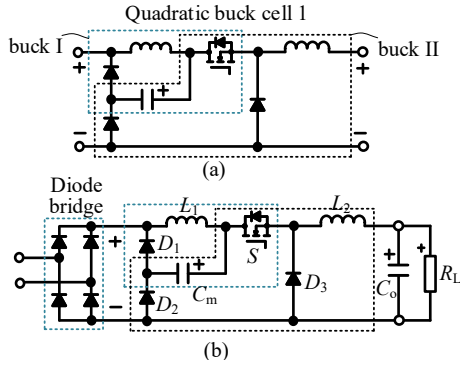 Quadratic buck cell 1
buck I
buck II
+
+
+
−
−
(a)
Diode
bridge
L1
L2
+
D1
+
S
+
+
Cm
D3
Co
RL
D2
−
(b)